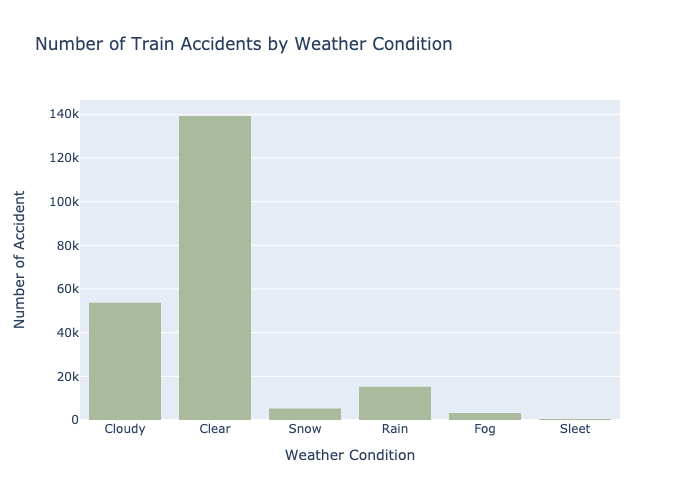 Number of Train Accidents by Weather Condition
140k
120k
100k
80k
60k
40k
20k
0
Number of Accident
Cloudy Clear Snow Rain Fog Sleet
Weather Condition